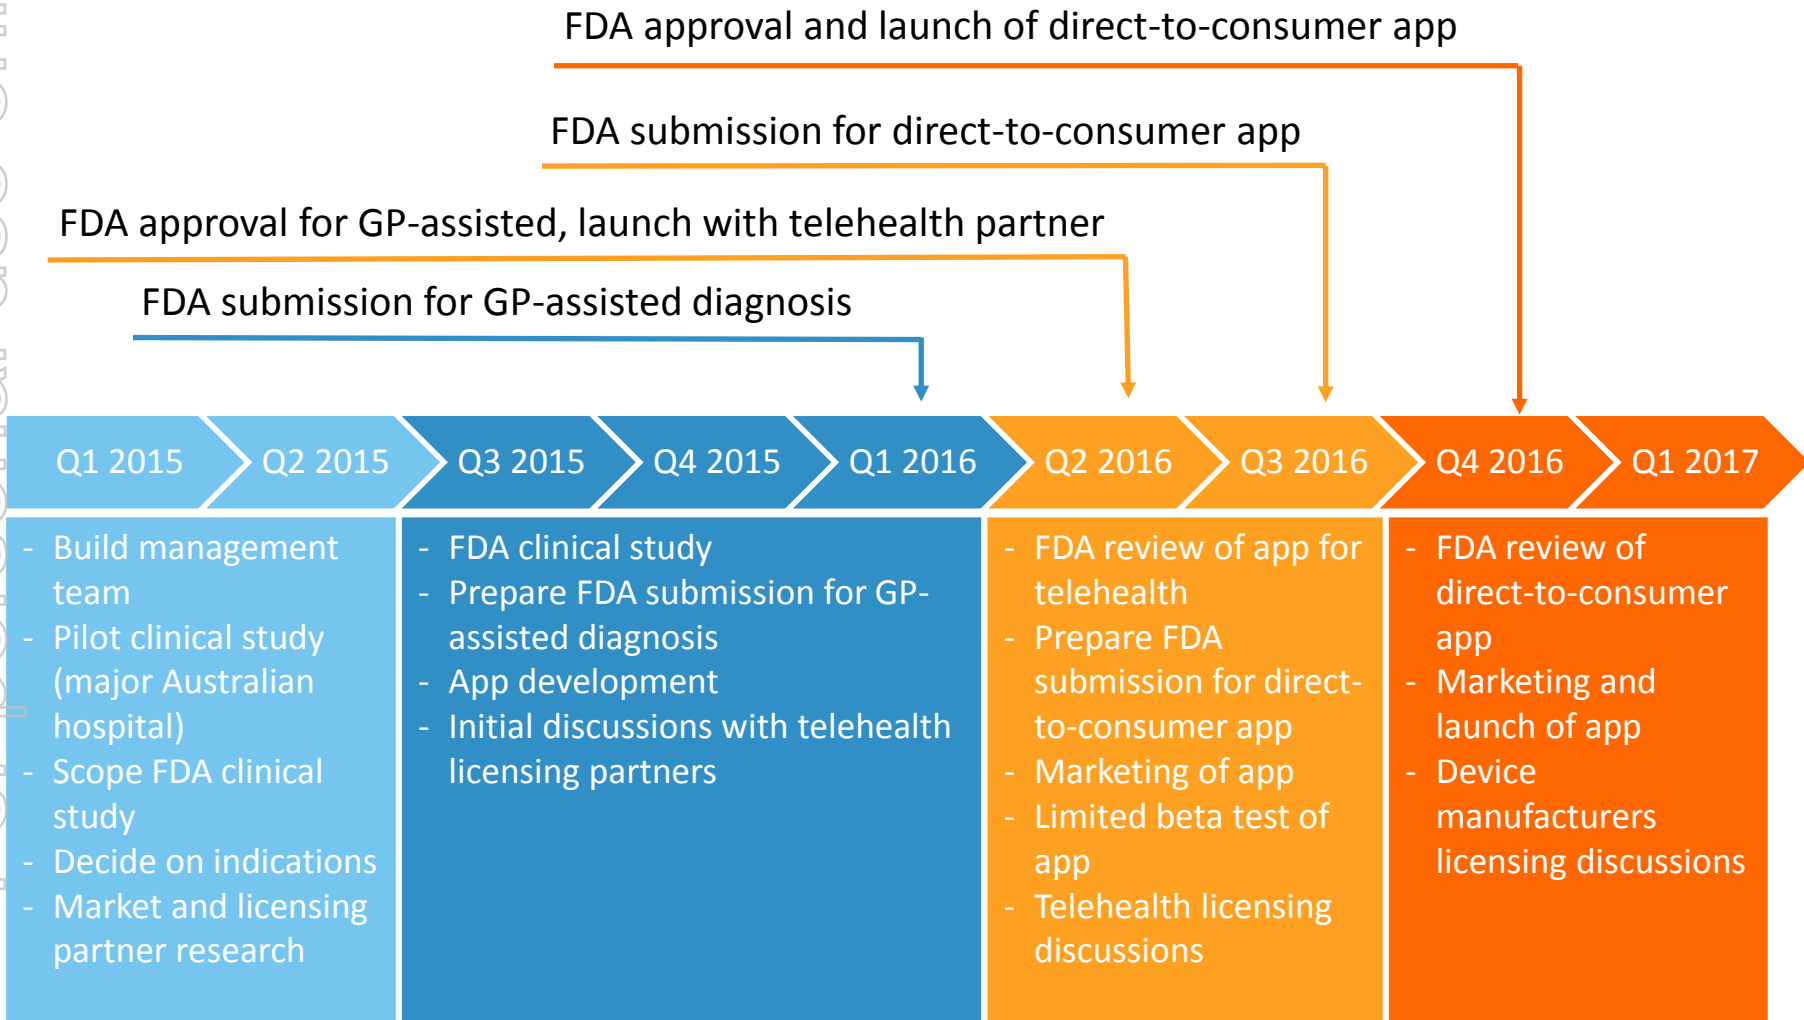 FDA approval and launch of direct-to-consumer app
FDA submission for direct-to-consumer app
FDA approval for GP-assisted, launch with telehealth partner
FDA submission for GP-assisted diagnosis
Q1 2015
Q2 2015
Q3 2015
Q4 2015
Q1 2016
Q2 2016
Q3 2016
Q4 2016
Q1 2017
- Build management
team
- Pilot clinical study
(major Australian
hospital)
- Scope FDA clinical
study
- Decide on indications
- Market and licensing
partner research
- FDA clinical study
- Prepare FDA submission for GP-
assisted diagnosis
- App development
- Initial discussions with telehealth
licensing partners
- FDA review of app for
telehealth
- Prepare FDA
submission for direct-
to-consumer app
- Marketing of app
- Limited beta test of
app
- Telehealth licensing
discussions
- FDA review of
direct-to-consumer
app
- Marketing and
launch of app
- Device
manufacturers
licensing discussions